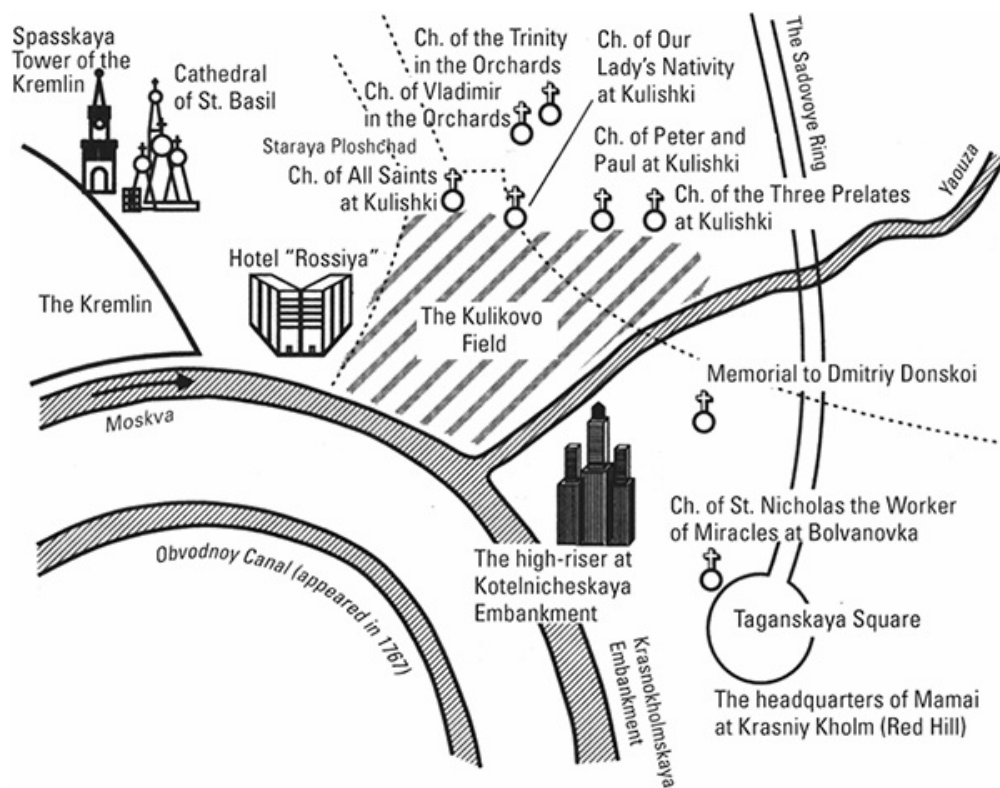 Spasskaya
Tower of the
Kremlin
Cathedral
of St. Basil
Ch. of the Trinity
in the Orchards
Ch. of Vladimir
in the Orchards
Ch. of Our
Lady's Nativity
at Kulishki
The Sadovoye Ring
Staraya Ploshchad
Ch. of All Saints
at Kulishki
Ch. of Peter and
Paul at Kulishki
Ch. of the Three Prelates
at Kulishki
Yaouza
Hotel "Rossiya"
The Kremlin
The Kulikovo
Field
Moskva
Memorial to Dmitriy Donskoi
Obvodnoy Canal (appeared in 1767)
The high-riser at
Kotelnicheskaya
Embankment
Ch. of St. Nicholas the Worker
of Miracles at Bolvanovka
Taganskaya Square
Krasnokholmskaya
Embankment
The headquarters of Mamai
at Krasniy Kholm (Red Hill)